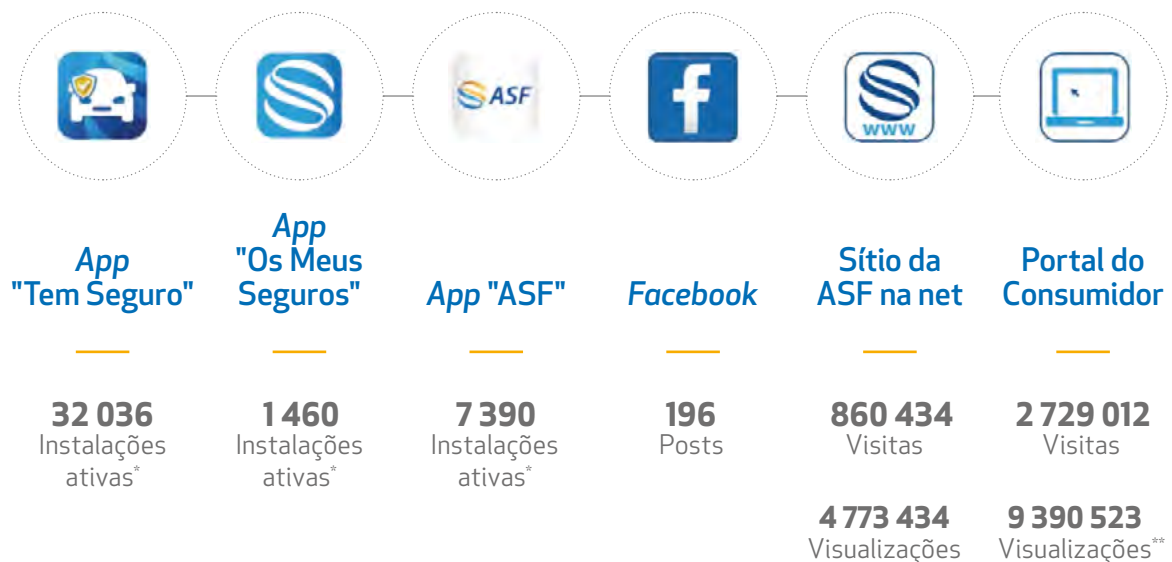 ASF
f
www
App
"Tem Seguro"
App
"Os Meus
Seguros"
App "ASF"
Facebook
Sítio da
ASF na net
Portal do
Consumidor
32 036
Instalações
ativas*
1 460
Instalações
ativas*
7 390
Instalações
ativas*
196
Posts
860 434
Visitas
4 773 434
Visualizações
2 729 012
Visitas
9 390 523
Visualizações**